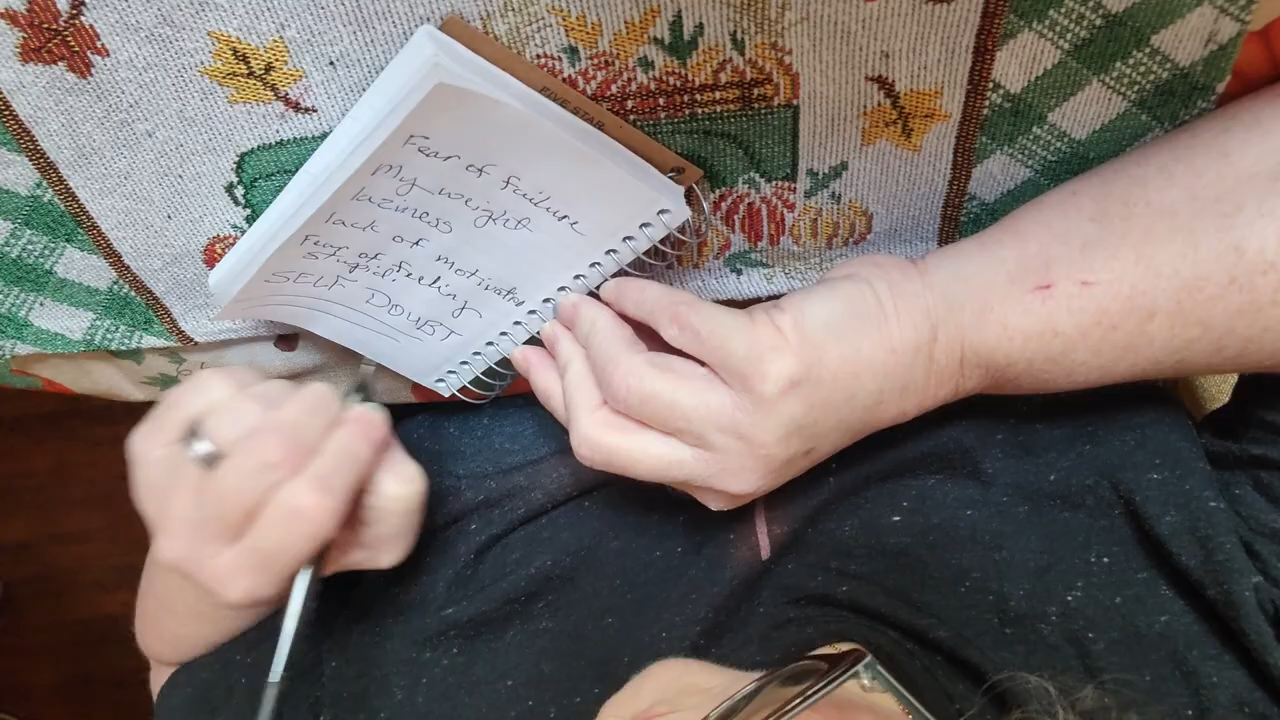 FIVE STAR
Fear of failure
My weight
laziness
lack of motivation
Fear of feeling
stupid
SELF DOUBT